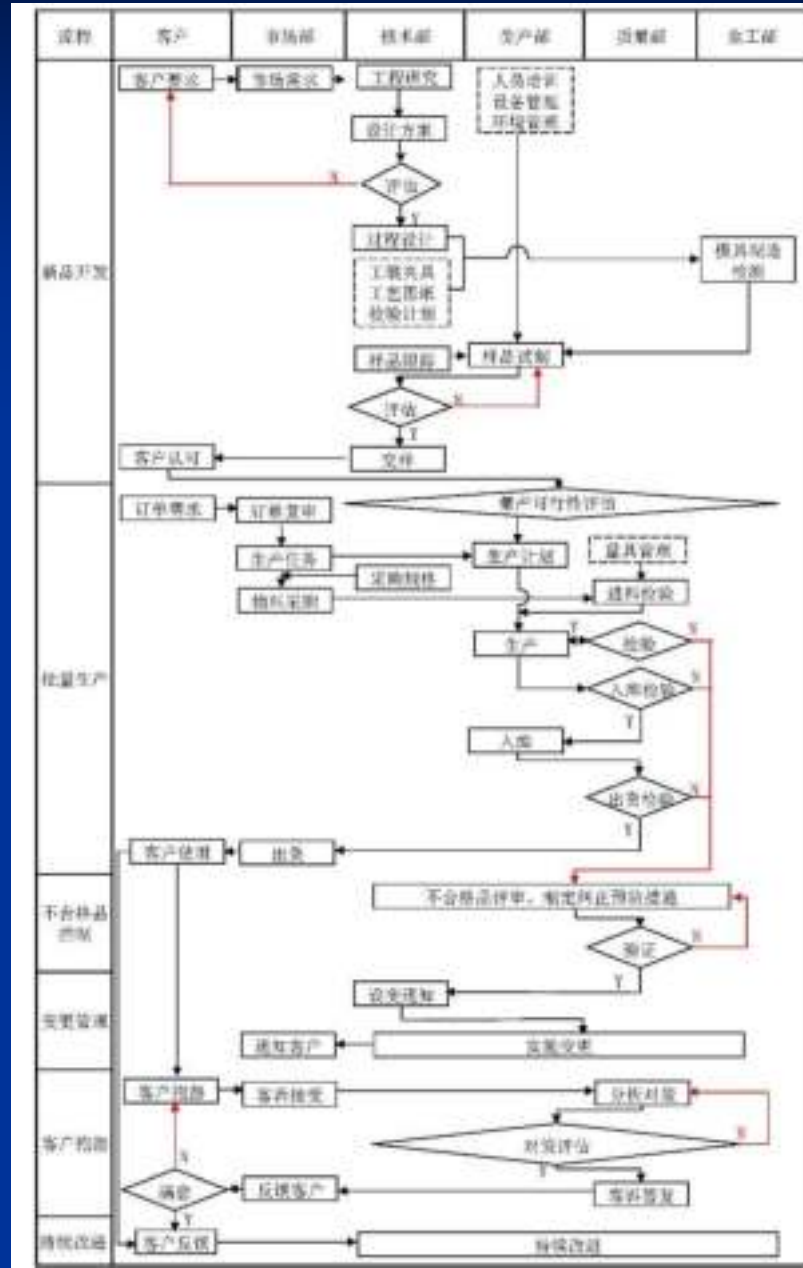 流程 客户 市场部 技术部 生产部 质量部 金工部
新品开发
客户要求
市场需求
工程研究
人员培训
设备管理
环境管理
设计方案
N
评估
Y
过程设计
工装夹具
工艺图纸
检验计划
模具制造
检测
样品跟踪
样品试制
评估
N
Y
客户认可
交样
批量生产
量产可行性评估
订单需求
订单复审
生产任务
生产计划
量具管理
采购规格
物料采购
进料检验
生产
Y
检验
N
入库检验
N
Y
入库
出货检验
N
Y
客户使用
出货
不合格品
控制
不合格品评审、制定纠正预防措施
验证
N
Y
变更管理
设变通知
通知客户
实施变更
客户抱怨
客户抱怨
客诉接受
分析对策
对策评估
N
Y
N
满意
反馈客户
客诉答复
Y
持续改进
客户反馈
持续改进